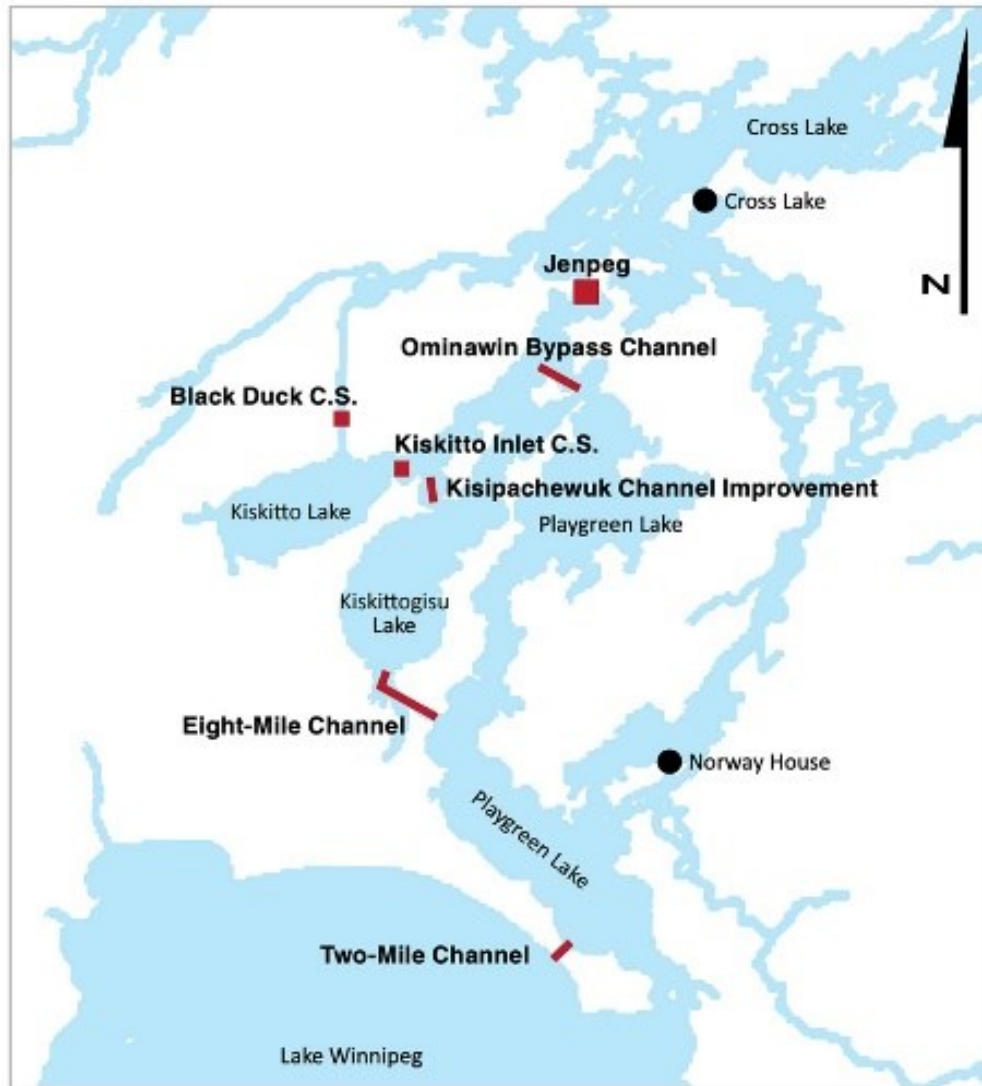 Cross Lake
Cross Lake
Jenpeg
N
Ominawin Bypass Channel
Black Duck C.S.
Kiskitto Inlet C.S.
Kisipachewuk Channel Improvement
Kiskitto Lake
Playgreen Lake
Kiskittogisu
Lake
Eight-Mile Channel
Norway House
Playgreen Lake
Two-Mile Channel
Lake Winnipeg